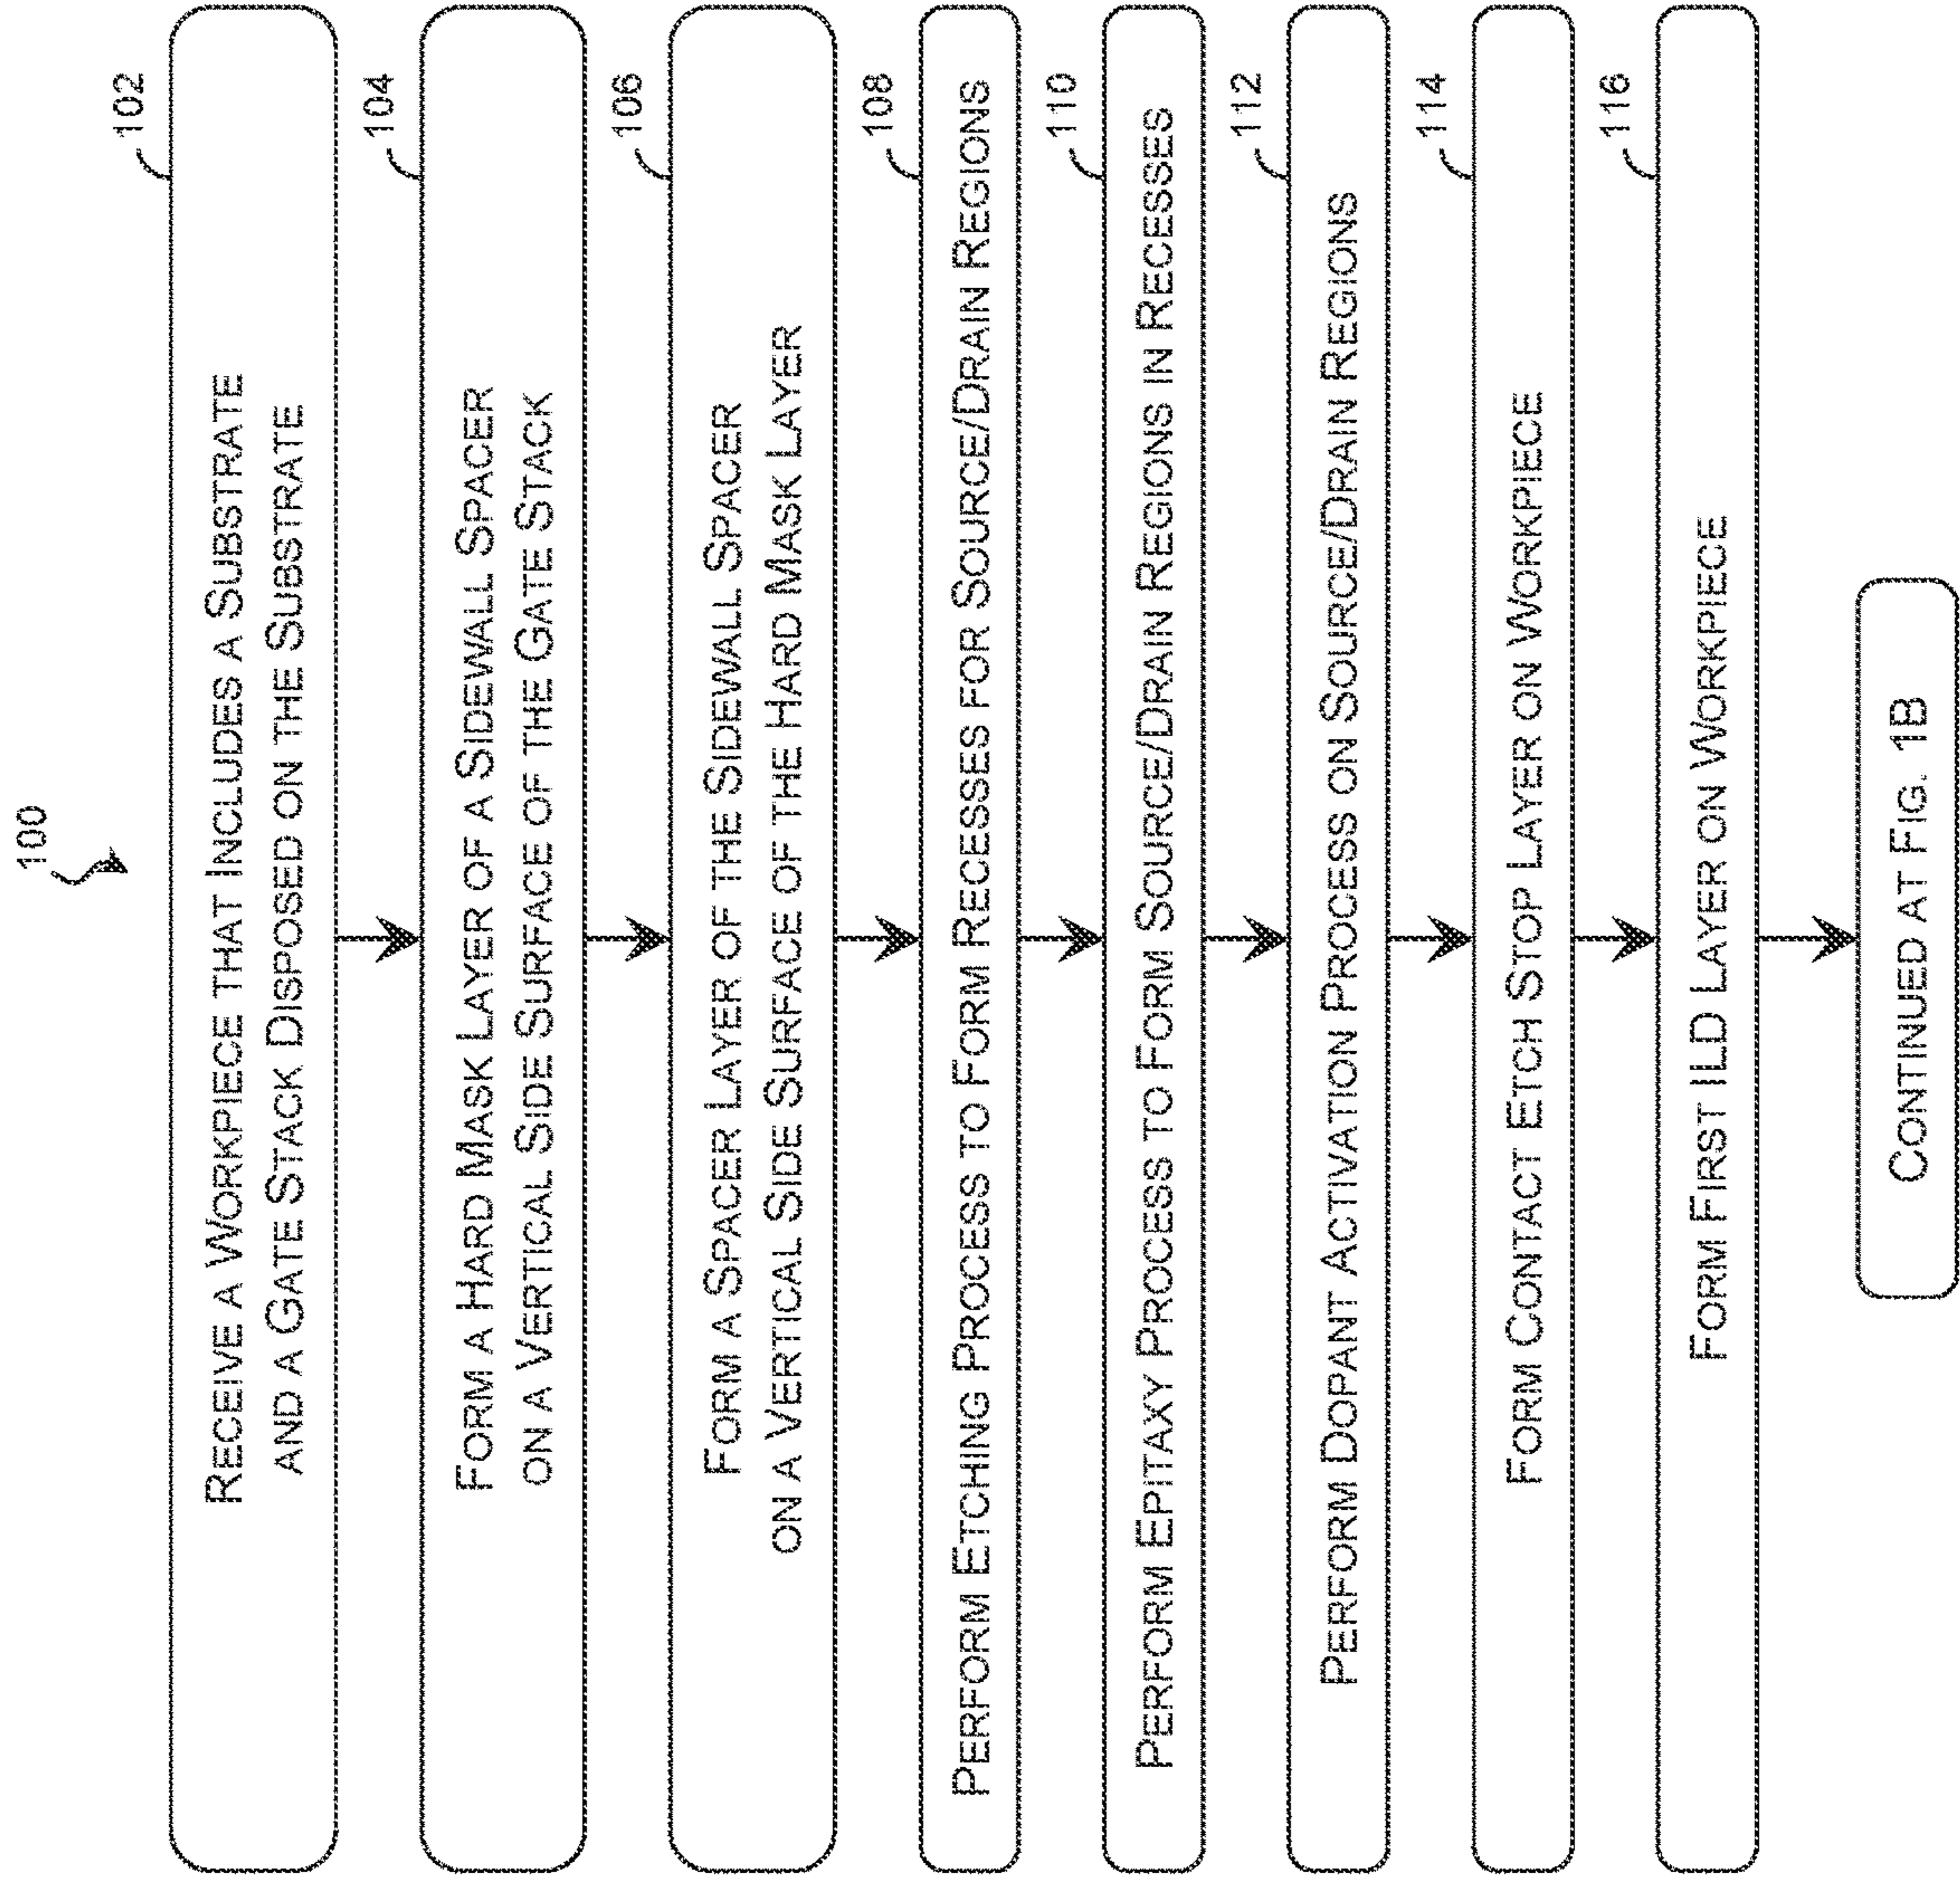 100
102
RECEIVE A WORKPIECE THAT INCLUDES A SUBSTRATE
AND A GATE STACK DISPOSED ON THE SUBSTRATE
104
FORM A HARD MASK LAYER OF A SIDEWALL SPACER
ON A VERTICAL SIDE SURFACE OF THE GATE STACK
106
FORM A SPACER LAYER OF THE SIDEWALL SPACER
ON A VERTICAL SIDE SURFACE OF THE HARD MASK LAYER
108
PERFORM ETCHING PROCESS TO FORM RECESSES FOR SOURCE/DRAIN REGIONS
110
PERFORM EPITAXY PROCESS TO FORM SOURCE/DRAIN REGIONS IN RECESSES
112
PERFORM DOPANT ACTIVATION PROCESS ON SOURCE/DRAIN REGIONS
114
FORM CONTACT ETCH STOP LAYER ON WORKPIECE
116
FORM FIRST ILD LAYER ON WORKPIECE
CONTINUED AT FIG. 1B